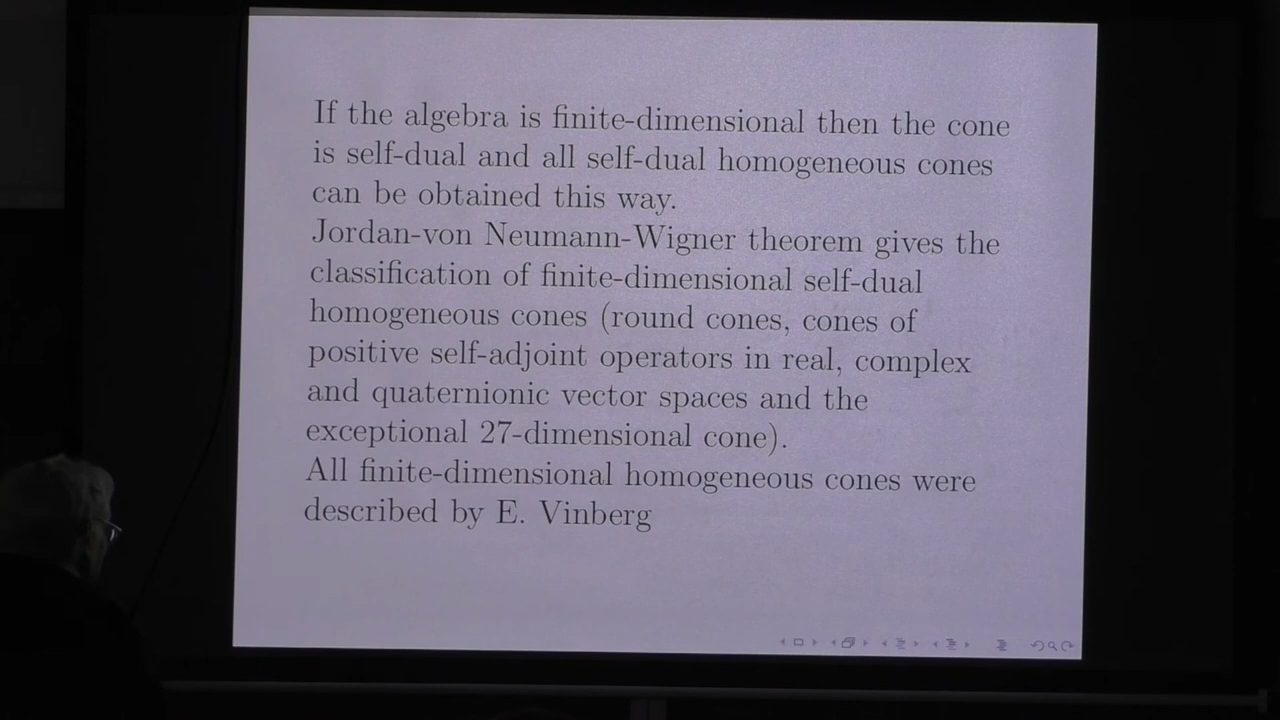 If the algebra is finite-dimensional then the cone
is self-dual and all self-dual homogeneous cones
can be obtained this way.
Jordan-von Neumann-Wigner theorem gives the
classification of finite-dimensional self-dual
homogeneous cones (round cones, cones of
positive self-adjoint operators in real, complex
and quaternionic vector spaces and the
exceptional 27-dimensional cone).
All finite-dimensional homogeneous cones were
described by E. Vinberg